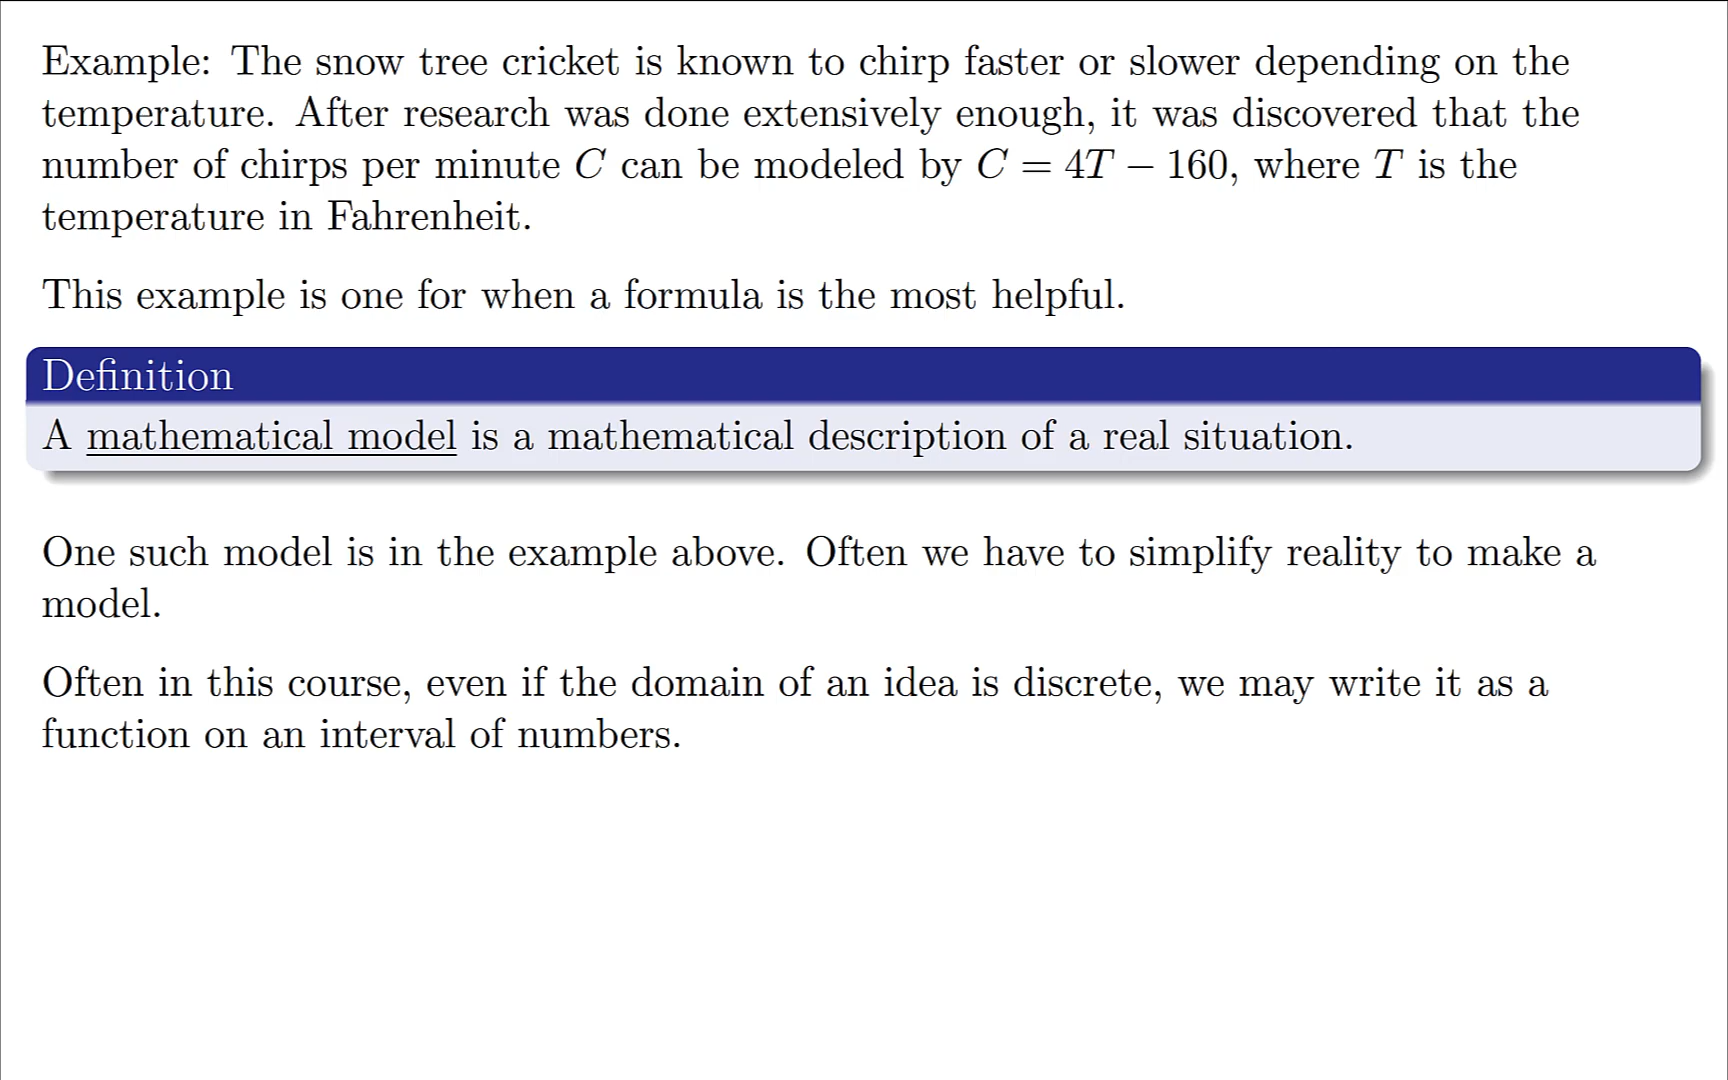 Example: The snow tree cricket is known to chirp faster or slower depending on the
temperature. After research was done extensively enough, it was discovered that the
number of chirps per minute C can be modeled by C = 4T − 160, where T is the
temperature in Fahrenheit.
This example is one for when a formula is the most helpful.
Definition
A mathematical model is a mathematical description of a real situation.
One such model is in the example above. Often we have to simplify reality to make a
model.
Often in this course, even if the domain of an idea is discrete, we may write it as a
function on an interval of numbers.